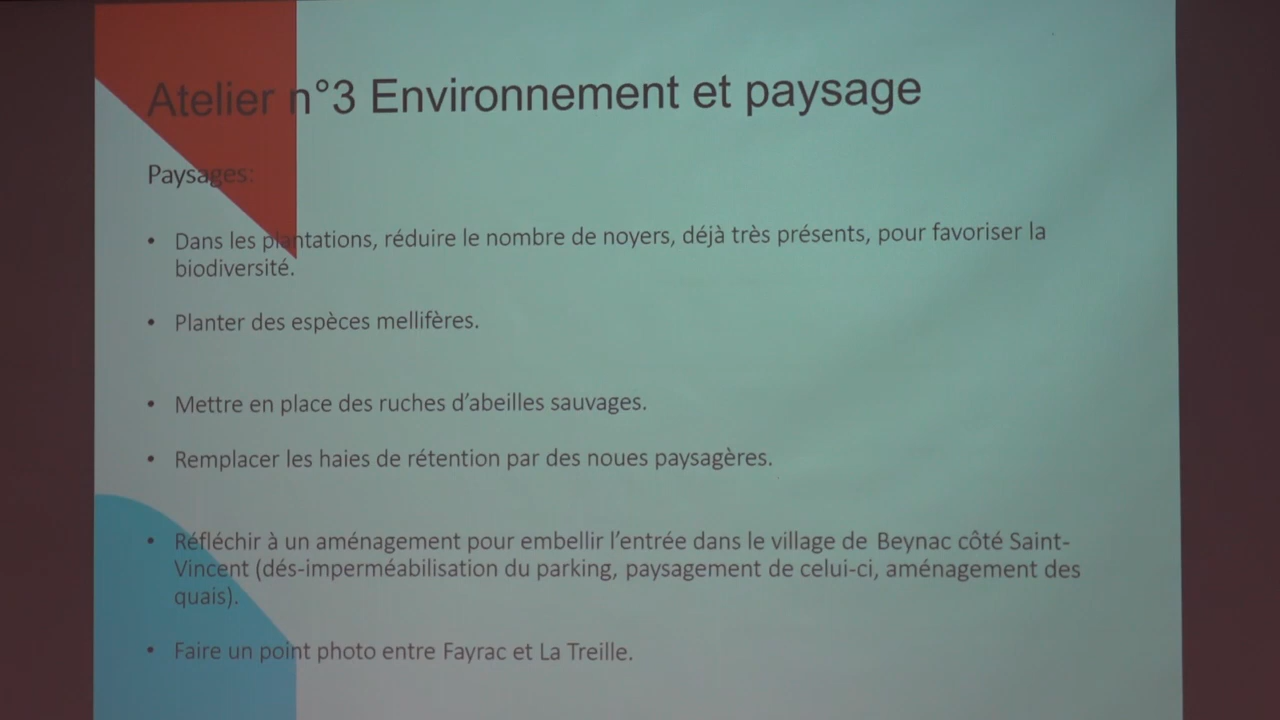 Atelier n°3 Environnement et paysage
Paysages:
• Dans les plantations, réduire le nombre de noyers, déjà très présents, pour favoriser la
biodiversité.
• Planter des espèces mellifères.
• Mettre en place des ruches d'abeilles sauvages.
• Remplacer les haies de rétention par des noues paysagères.
• Réfléchir à un aménagement pour embellir l'entrée dans le village de Beynac côté Saint-
Vincent (dés-imperméabilisation du parking, paysagement de celui-ci, aménagement des
quais).
• Faire un point photo entre Fayrac et La Treille.